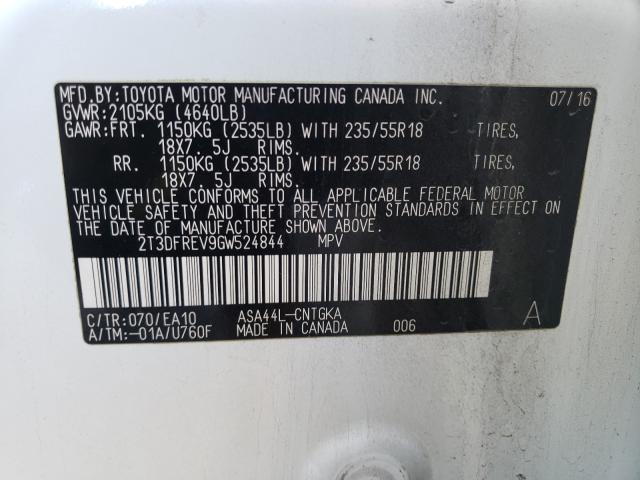 MFD.BY:TOYOTA MOTOR MANUFACTURING CANADA INC. 07/16
GVWR:2105KG (4640LB)
GAWR:FRT. 1150KG (2535LB) WITH 235/55R18 TIRES,
18X7.5J RIMS.
RR. 1150KG (2535LB) WITH 235/55R18 TIRES,
18X7.5J RIMS.
THIS VEHICLE CONFORMS TO ALL APPLICABLE FEDERAL MOTOR
VEHICLE SAFETY AND THEFT PREVENTION STANDARDS IN EFFECT ON
THE DATE OF MANUFACTURE SHOWN ABOVE.
2T3DFREV9GW524844 MPV
C/TR:070/EA10 ASA44L-CNTGKA
A/TM:-01A/U760F MADE IN CANADA 006 A